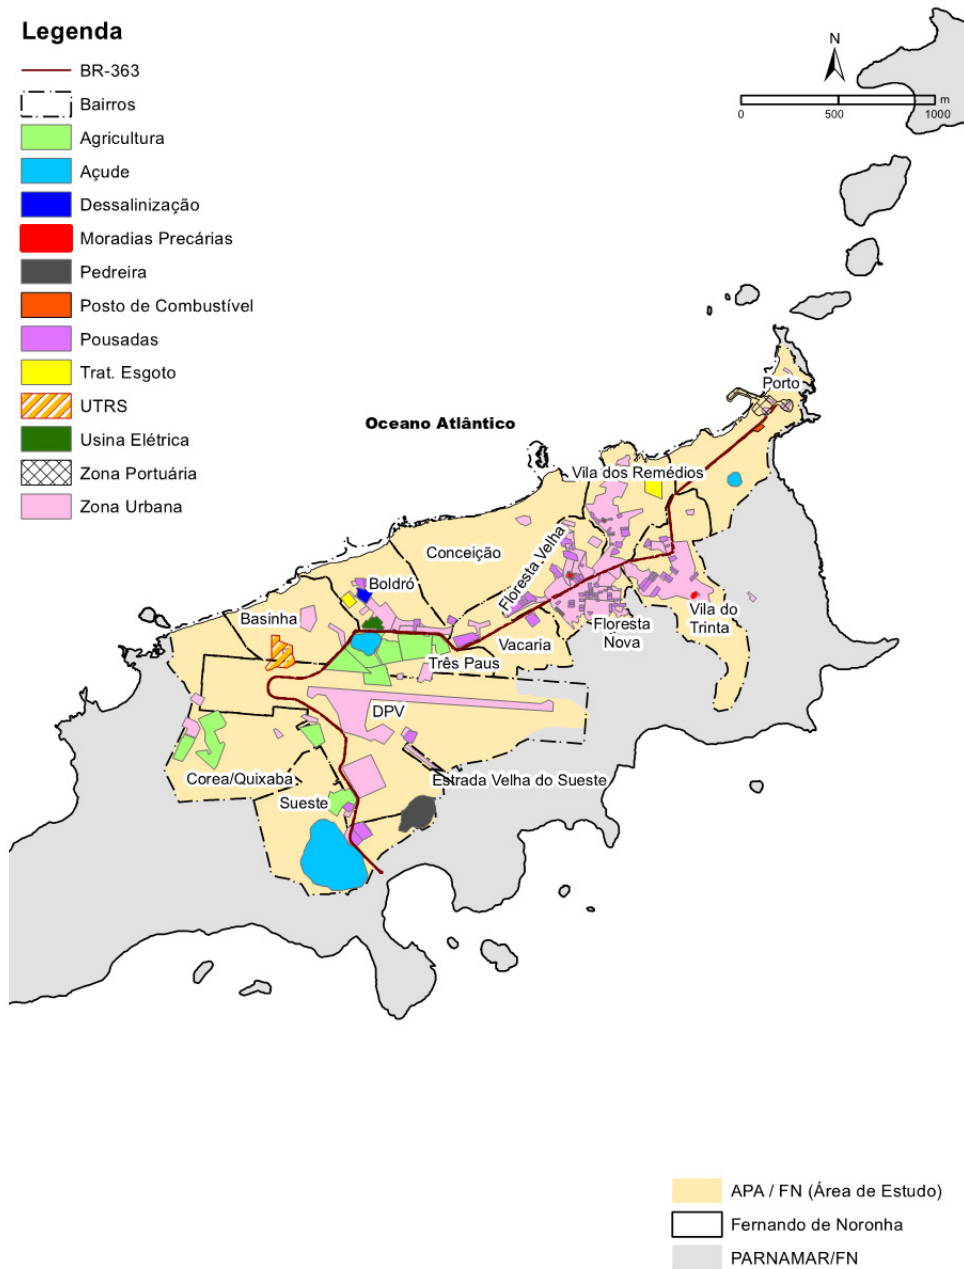 Legenda
BR-363
Bairros
Agricultura
Açude
Dessalinização
Moradias Precárias
Pedreira
Posto de Combustível
Pousadas
Trat. Esgoto
UTRS
Usina Elétrica
Zona Portuária
Zona Urbana
N
m
0 500 1000
Porto
Oceano Atlântico
Vila dos Remédios
Conceição
Floresta Velha
Boldró
Basinha
Vila do
Trinta
Floresta
Nova
Vacaria
Três Paus
DPV
Corea/Quixaba
Estrada Velha do Sueste
Sueste
APA / FN (Área de Estudo)
Fernando de Noronha
PARNAMAR/FN